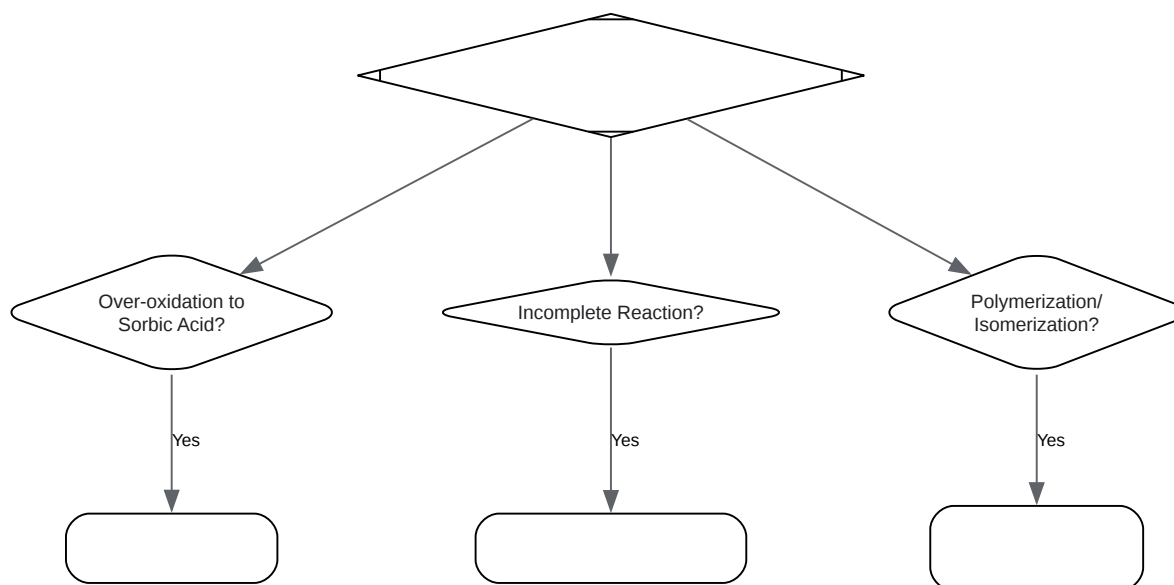 Over-oxidation to
Sorbic Acid?
Incomplete Reaction?
Polymerization/
Isomerization?
Yes
Yes
Yes